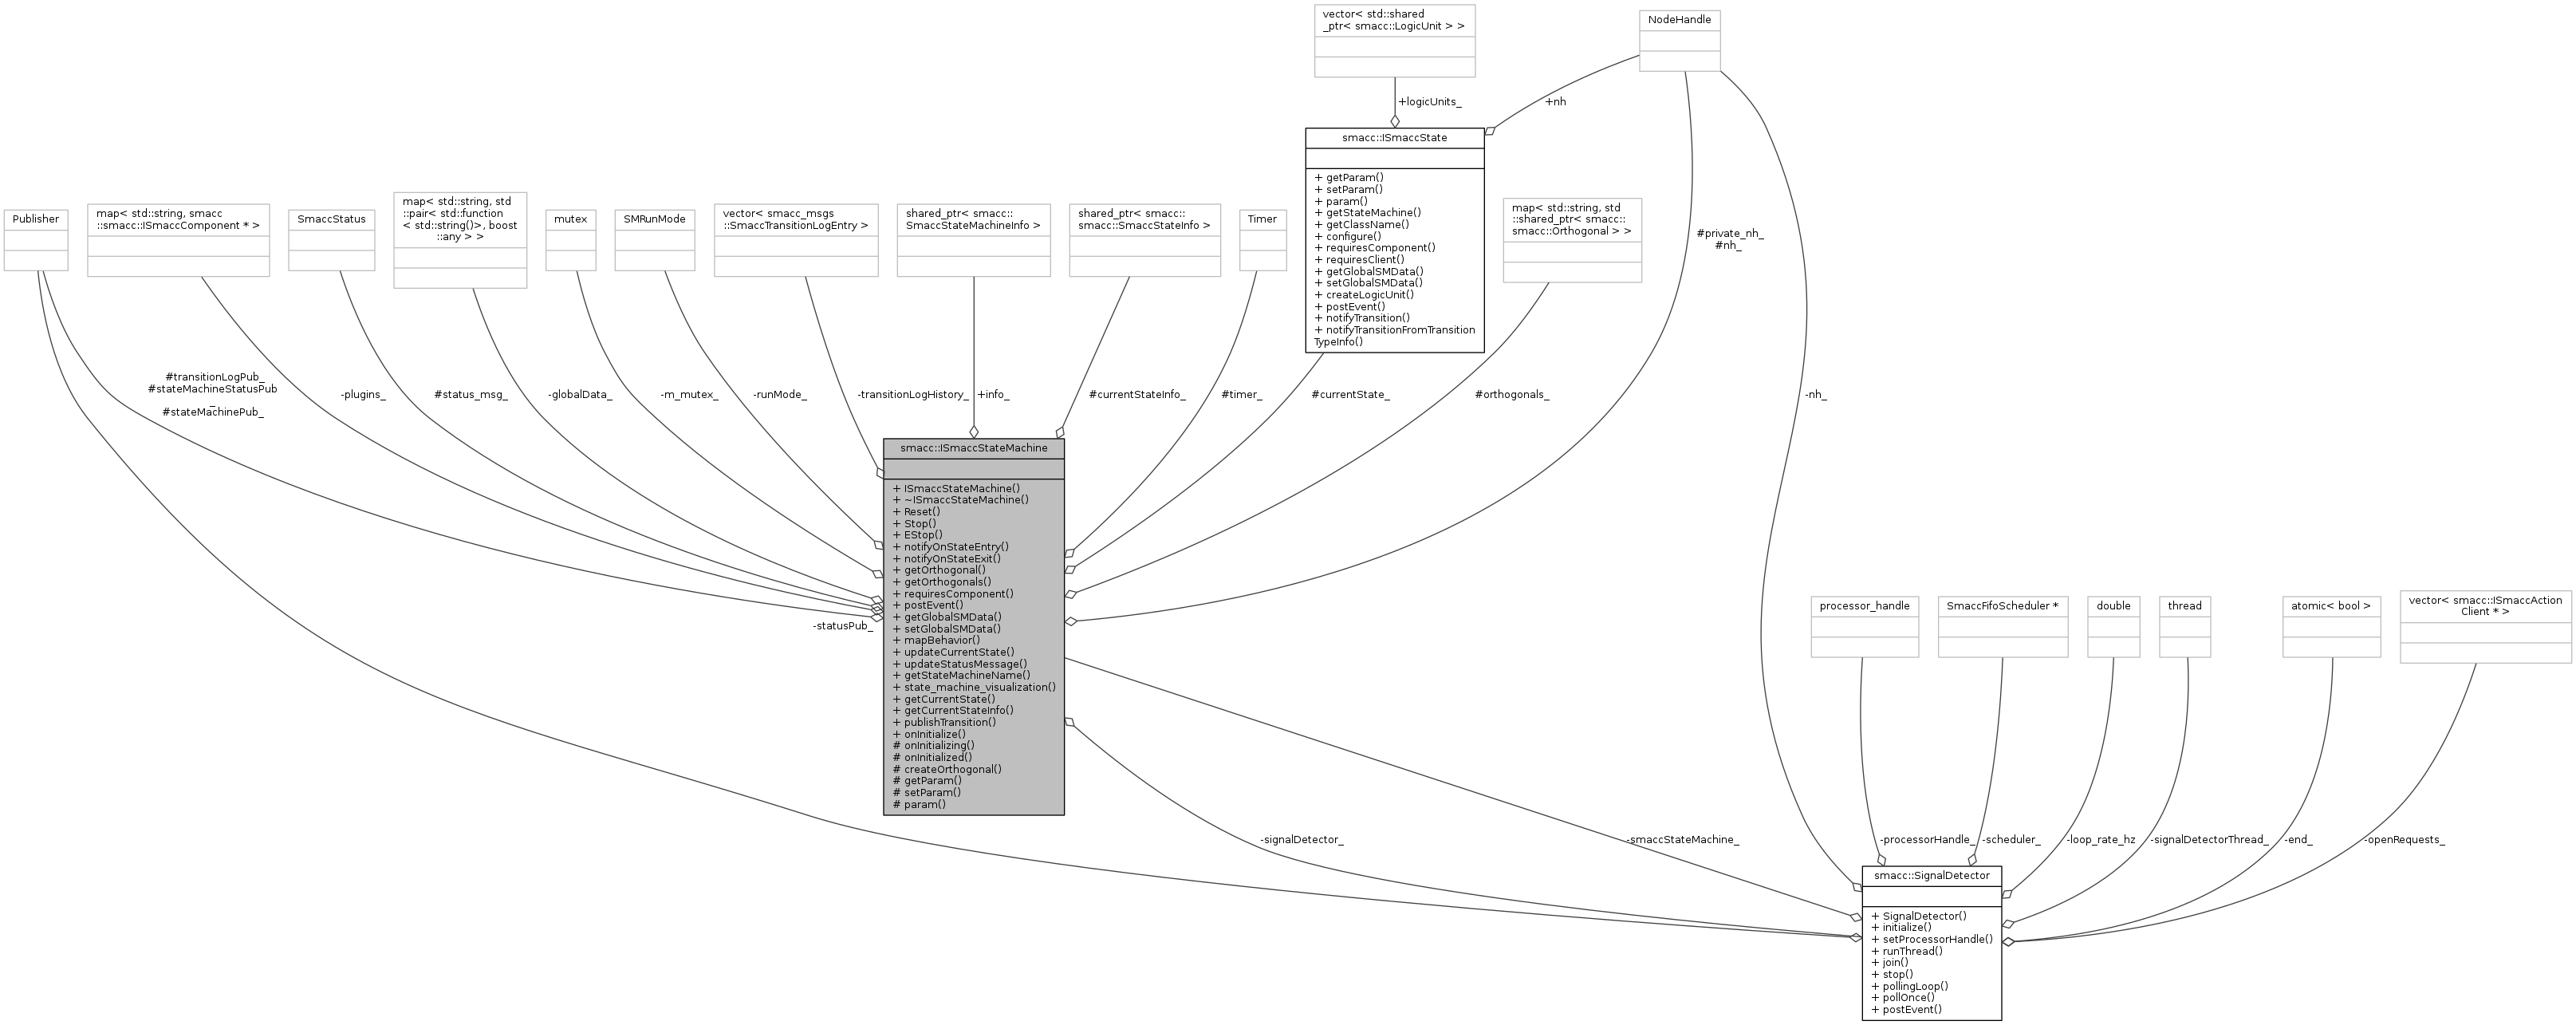 vector< std::shared
_ptr< smacc::LogicUnit > >
NodeHandle
+logicUnits_
+nh
smacc::ISmaccState
+ getParam()
+ setParam()
+ param()
+ getStateMachine()
+ getClassName()
+ configure()
+ requiresComponent()
+ requiresClient()
+ getGlobalSMData()
+ setGlobalSMData()
+ createLogicUnit()
+ postEvent()
+ notifyTransition()
+ notifyTransitionFromTransition
TypeInfo()
Publisher
map< std::string, smacc
::smacc::ISmaccComponent * >
SmaccStatus
map< std::string, std
::pair< std::function
< std::string()>, boost
::any > >
mutex
SMRunMode
vector< smacc_msgs
::SmaccTransitionLogEntry >
shared_ptr< smacc::
SmaccStateMachineInfo >
shared_ptr< smacc::
smacc::SmaccStateInfo >
Timer
map< std::string, std
::shared_ptr< smacc::
smacc::Orthogonal > >
#private_nh_
#nh_
#transitionLogPub_
#stateMachineStatusPub
_
#stateMachinePub_
-plugins_
#status_msg_
-globalData_
-m_mutex_
-runMode_
-transitionLogHistory_
+info_
#currentStateInfo_
#timer_
#currentState_
#orthogonals_
-nh_
smacc::ISmaccStateMachine
+ ISmaccStateMachine()
+ ~ISmaccStateMachine()
+ Reset()
+ Stop()
+ EStop()
+ notifyOnStateEntry()
+ notifyOnStateExit()
+ getOrthogonal()
+ getOrthogonals()
+ requiresComponent()
+ postEvent()
+ getGlobalSMData()
+ setGlobalSMData()
+ mapBehavior()
+ updateCurrentState()
+ updateStatusMessage()
+ getStateMachineName()
+ state_machine_visualization()
+ getCurrentState()
+ getCurrentStateInfo()
+ publishTransition()
+ onInitialize()
# onInitializing()
# onInitialized()
# createOrthogonal()
# getParam()
# setParam()
# param()
-statusPub_
processor_handle
SmaccFifoScheduler *
double
thread
atomic< bool >
vector< smacc::ISmaccAction
Client * >
-signalDetector_
-smaccStateMachine_
-processorHandle_
-scheduler_
-loop_rate_hz
-signalDetectorThread_
-end_
-openRequests_
smacc::SignalDetector
+ SignalDetector()
+ initialize()
+ setProcessorHandle()
+ runThread()
+ join()
+ stop()
+ pollingLoop()
+ pollOnce()
+ postEvent()